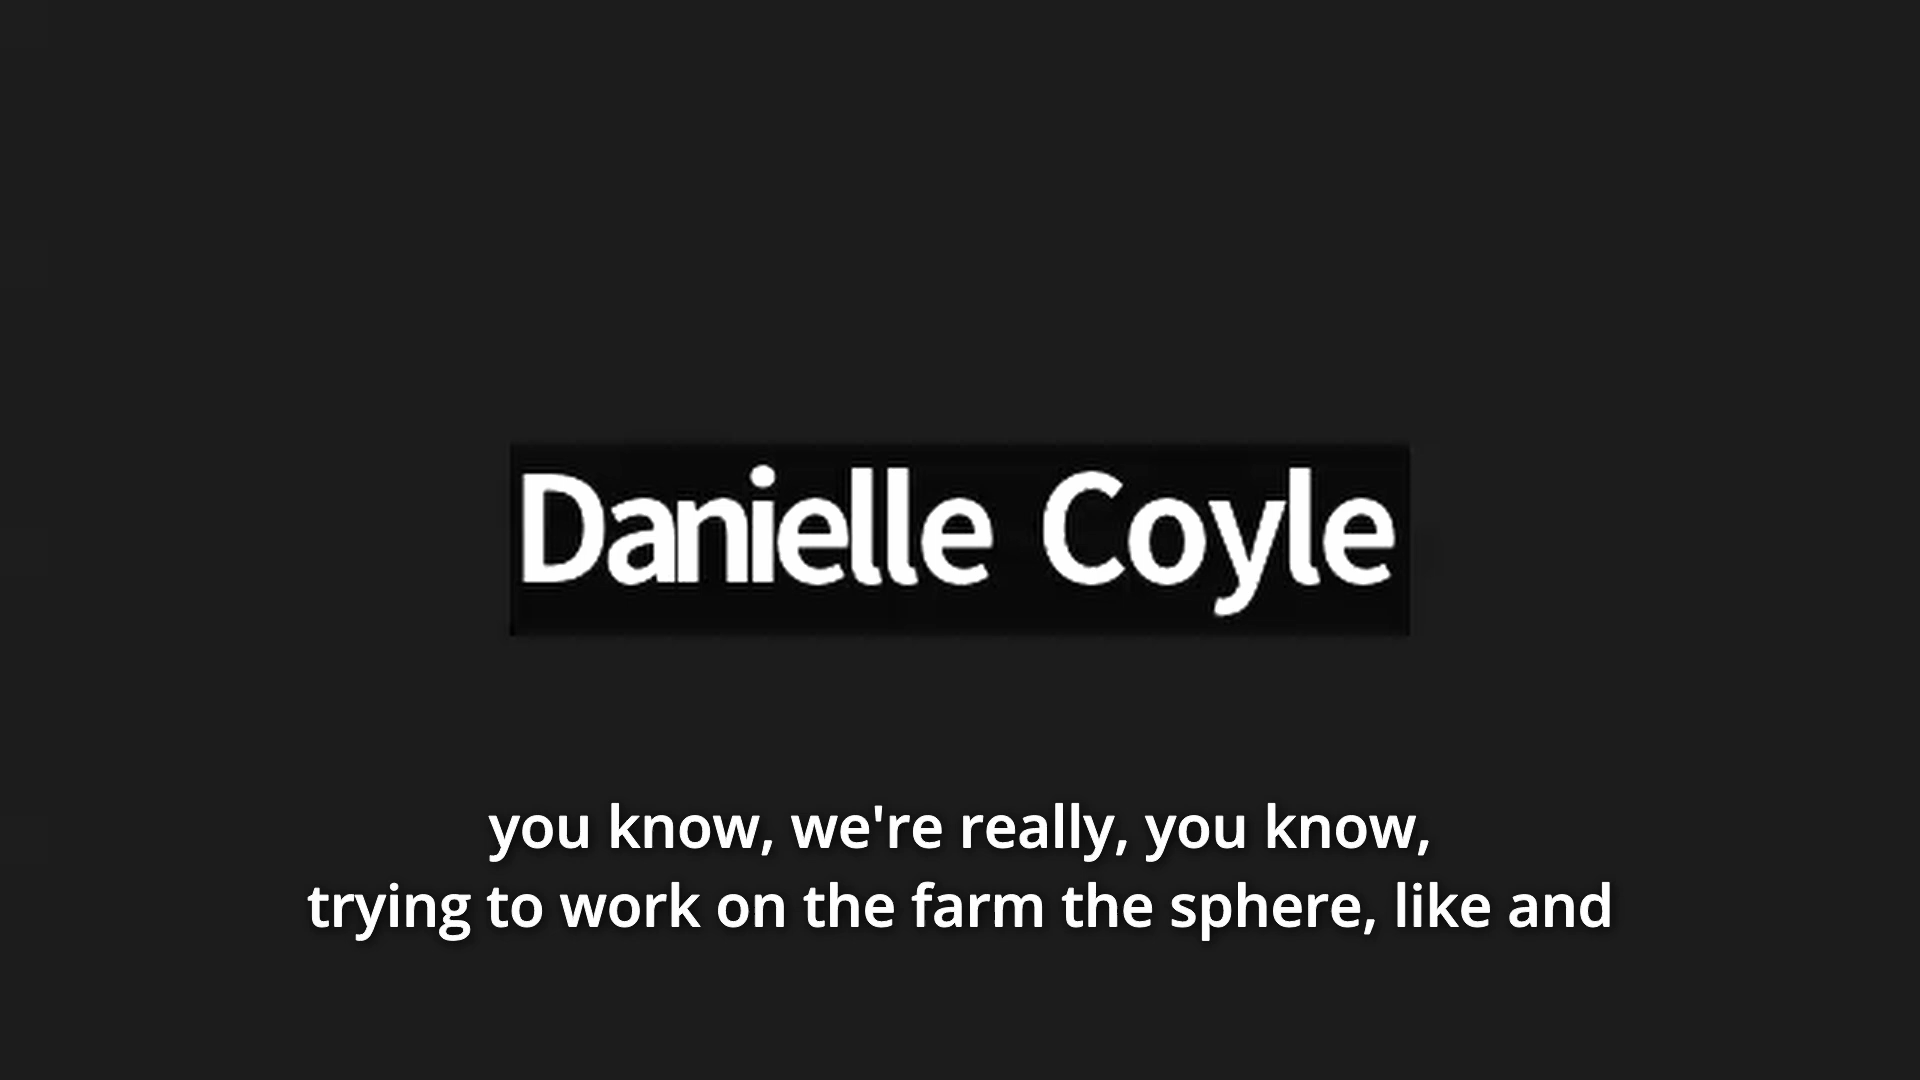 Danielle Coyle
you know, we're really, you know,
trying to work on the farm the sphere, like and